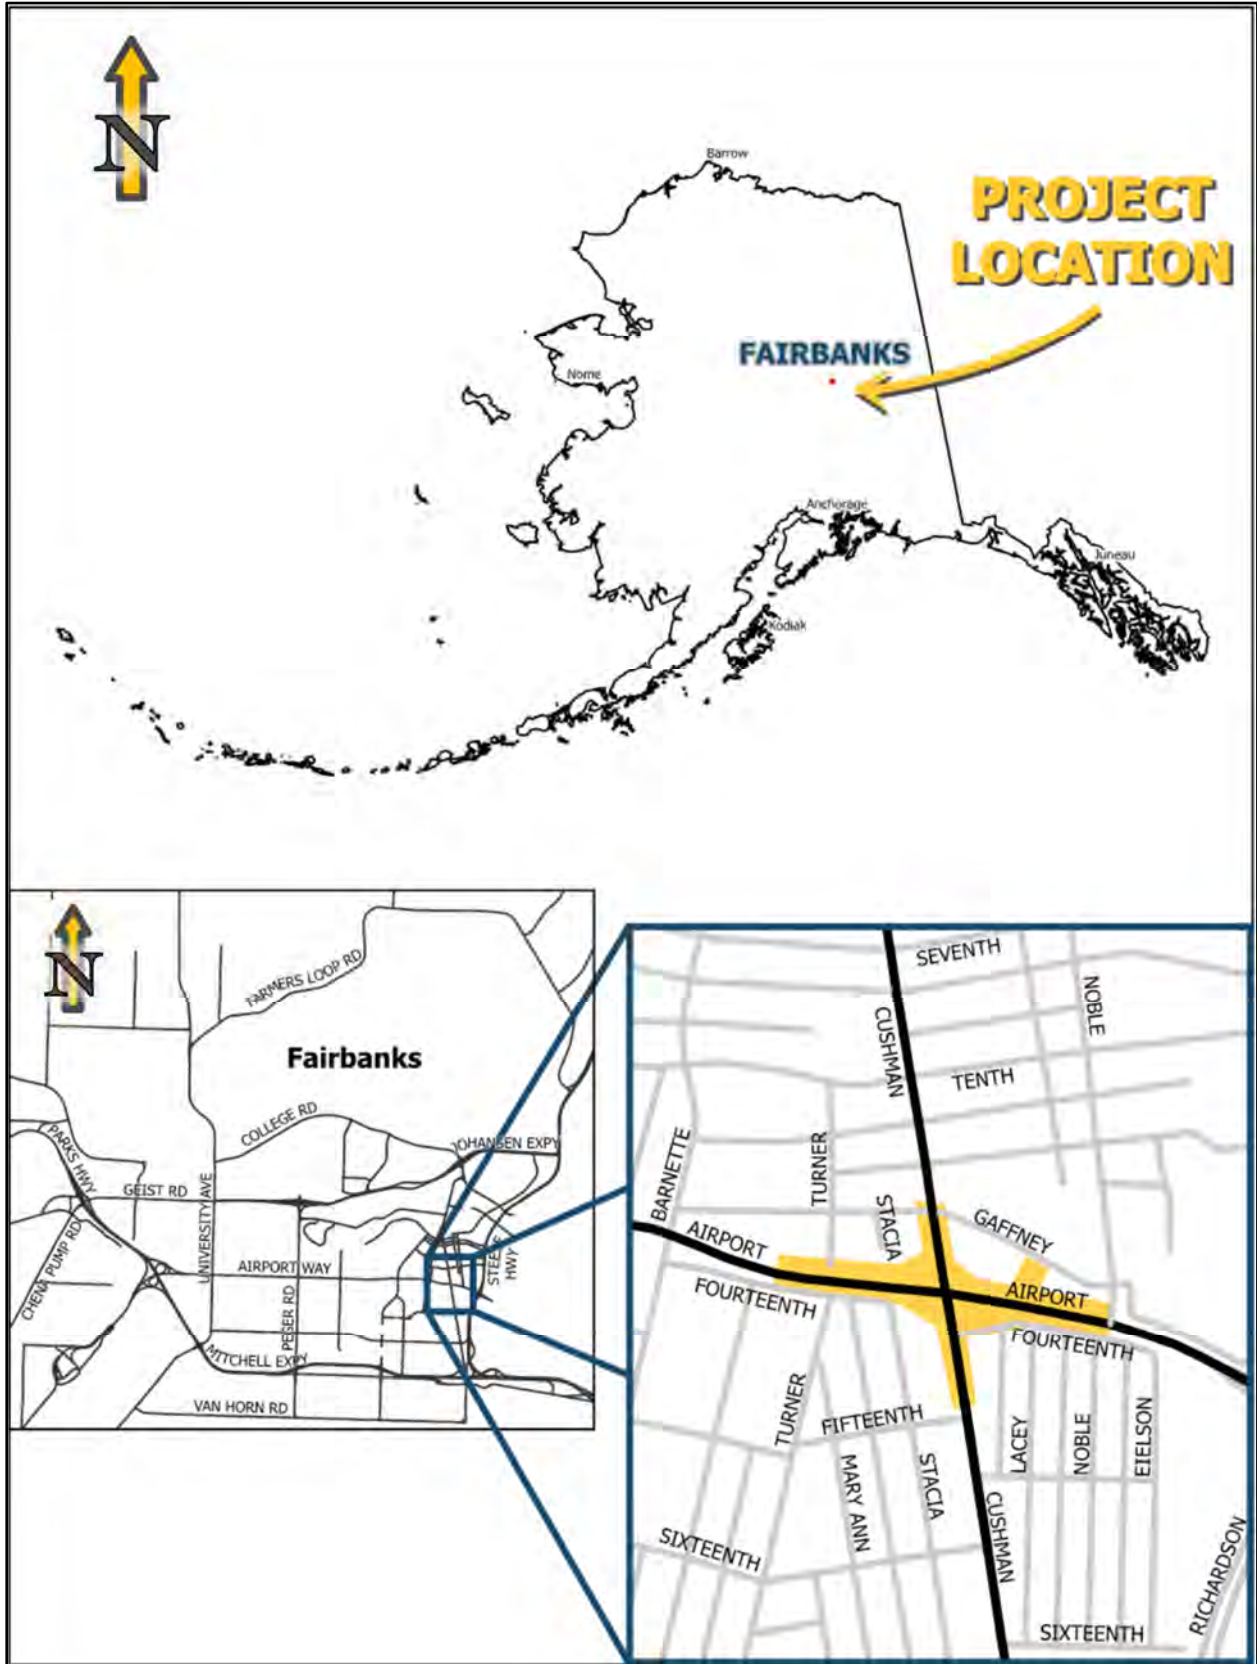 N
Barrow
PROJECT
LOCATION
FAIRBANKS
Nome
Anchorage
Juneau
Kodiak
N
FARMERS LOOP RD
Fairbanks
COLLEGE RD
JOHANSEN EXPY
PARKS HWY
GEIST RD
UNIVERSITY AVE
STEESE
HWY
CHENA PUMP RD
AIRPORT WAY
PEGER RD
MITCHELL EXPY
VAN HORN RD
SEVENTH
NOBLE
CUSHMAN
TENTH
BARNETTE
TURNER
STACIA
GAFFNEY
AIRPORT
AIRPORT
FOURTEENTH
FOURTEENTH
TURNER
FIFTEENTH
LACEY
NOBLE
EIELSON
MARY ANN
STACIA
CUSHMAN
SIXTEENTH
RICHARDSON
SIXTEENTH